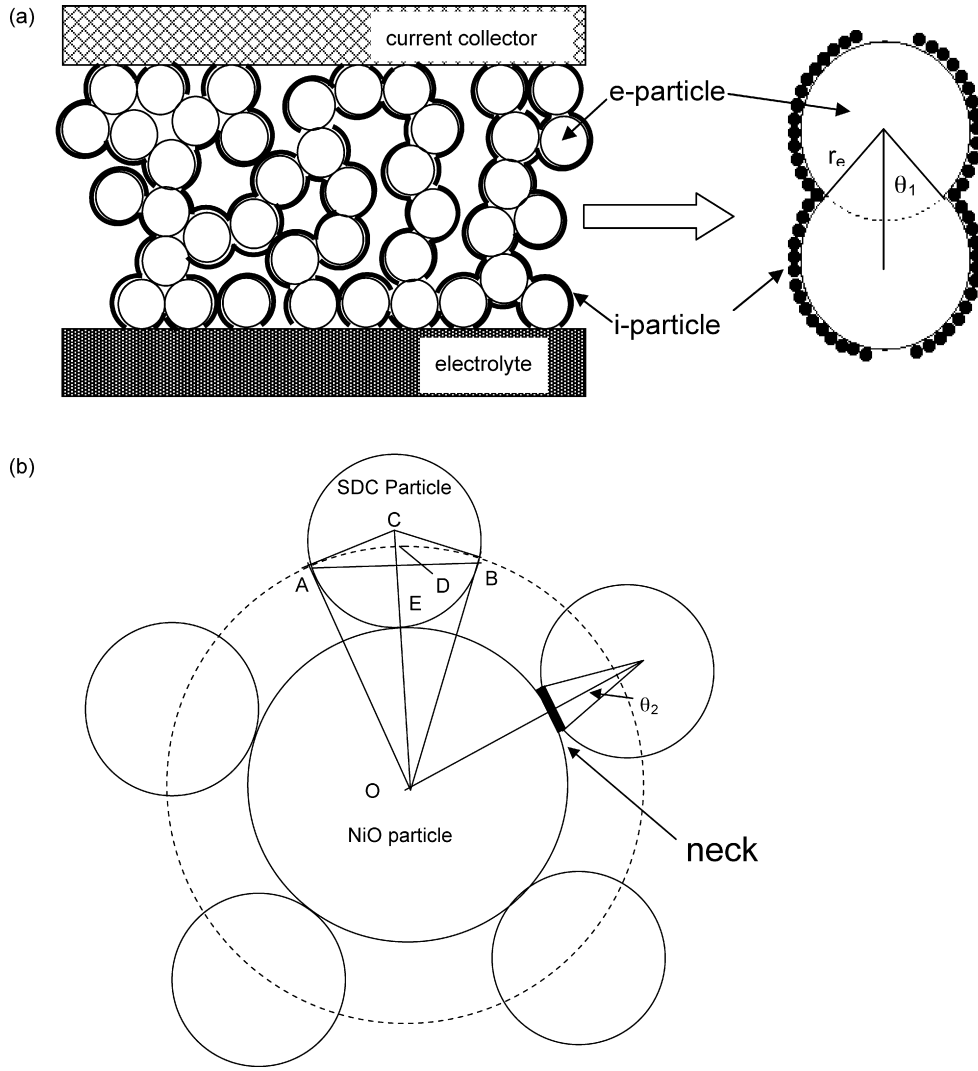 (a)
current collector
e-particle
rₑ
θ₁
i-particle
electrolyte
(b)
SDC Particle
C
A
D
B
E
θ₂
O
NiO particle
neck